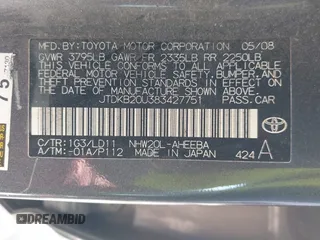 MFD.BY:TOYOTA MOTOR CORPORATION 05/08
GVWR 3795LB GAWR FR 2335LB RR 2250LB
THIS VEHICLE CONFORMS TO ALL APPLICABLE
FEDERAL MOTOR VEHICLE SAFETY, BUMPER,
AND THEFT PREVENTION STANDARDS IN
EFFECT ON THE DATE OF MANUFACTURE
SHOWN ABOVE.
JTDKB20U383427751 PASS.CAR
C/TR:1G3/LD11 NHW20L-AHEEBA
A/TM:-01A/P112 MADE IN JAPAN 424 A
75
DREAMBID